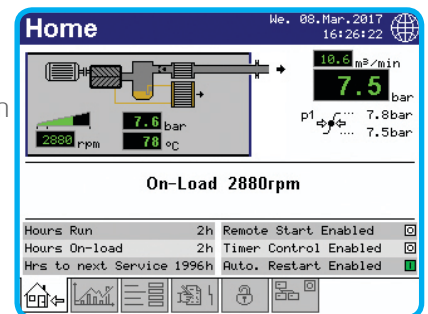 Home
We. 08.Mar.2017
16:26:22
10.6 m³/min
7.5 bar
p1 7.8bar
7.5bar
7.6 bar
2880 rpm
78 °C
On-Load 2880rpm
Hours Run 2h Remote Start Enabled
Hours On-load 2h Timer Control Enabled
Hrs to next Service 1996h Auto. Restart Enabled